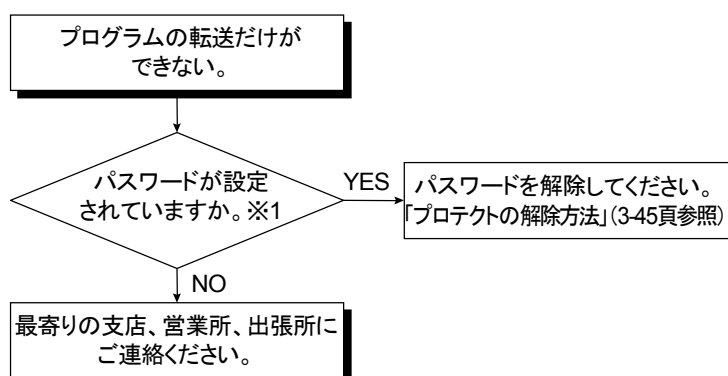 プログラムの転送だけが
できない。
パスワードが設定
されていますか。※1
YES
パスワードを解除してください。
「プロテクトの解除方法」(3-45頁参照)
NO
最寄りの支店、営業所、出張所に
ご連絡ください。